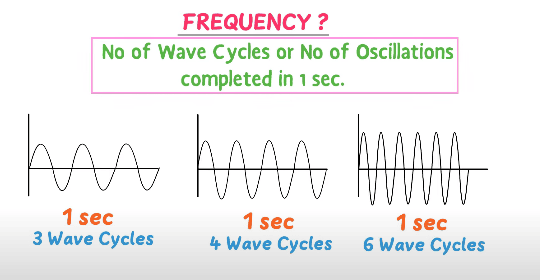 FREQUENCY ?
No of Wave Cycles or No of Oscillations
completed in 1 sec.
1 sec
3 Wave Cycles
1 sec
4 Wave Cycles
1 sec
6 Wave Cycles